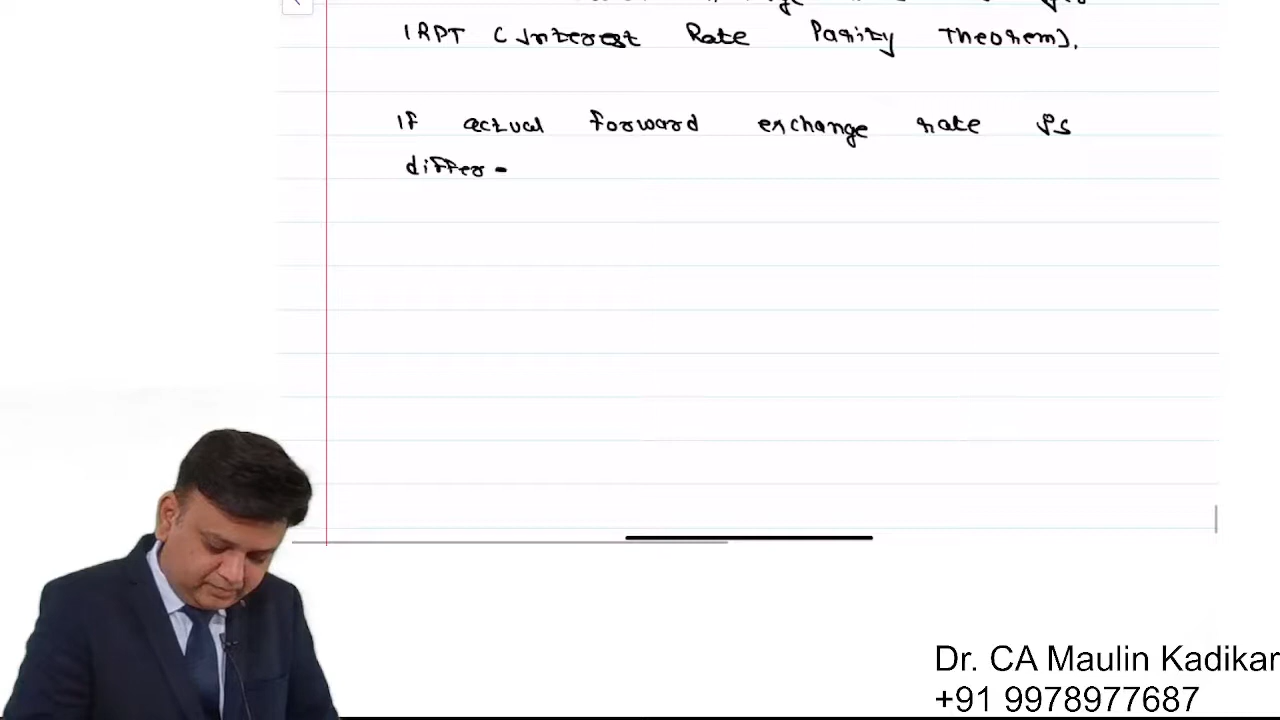 IRPT (Interest Rate Parity Theorem).
If actual forward exchange rate is
differ-
Dr. CA Maulin Kadikar
+91 9978977687